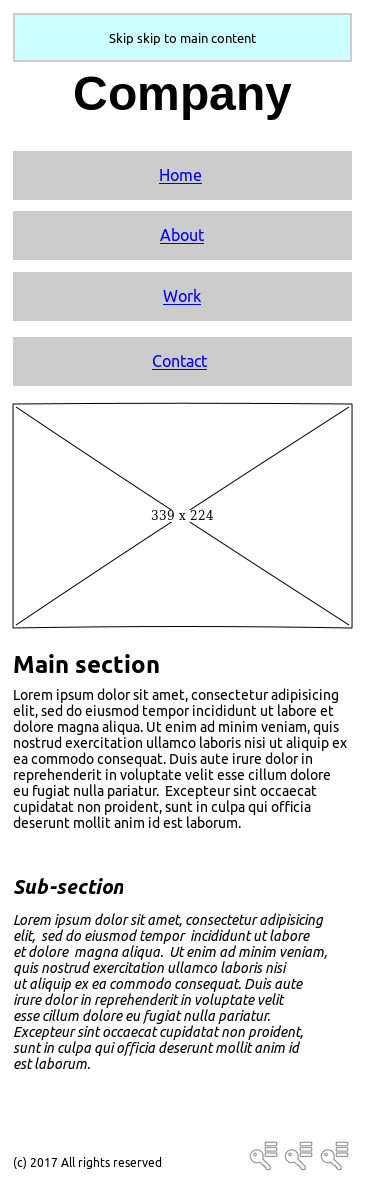 Skip skip to main content
Company
Home
About
Work
Contact
339 x 224
Main section
Lorem ipsum dolor sit amet, consectetur adipisicing
elit, sed do eiusmod tempor incididunt ut labore et
dolore magna aliqua. Ut enim ad minim veniam, quis
nostrud exercitation ullamco laboris nisi ut aliquip ex
ea commodo consequat. Duis aute irure dolor in
reprehenderit in voluptate velit esse cillum dolore
eu fugiat nulla pariatur.  Excepteur sint occaecat
cupidatat non proident, sunt in culpa qui officia
deserunt mollit anim id est laborum.
Sub-section
Lorem ipsum dolor sit amet, consectetur adipisicing
elit,  sed do eiusmod tempor  incididunt ut labore
et dolore  magna aliqua.  Ut enim ad minim veniam,
quis nostrud exercitation ullamco laboris nisi
ut aliquip ex ea commodo consequat. Duis aute
irure dolor in reprehenderit in voluptate velit
esse cillum dolore eu fugiat nulla pariatur.
Excepteur sint occaecat cupidatat non proident,
sunt in culpa qui officia deserunt mollit anim id
est laborum.
(c) 2017 All rights reserved